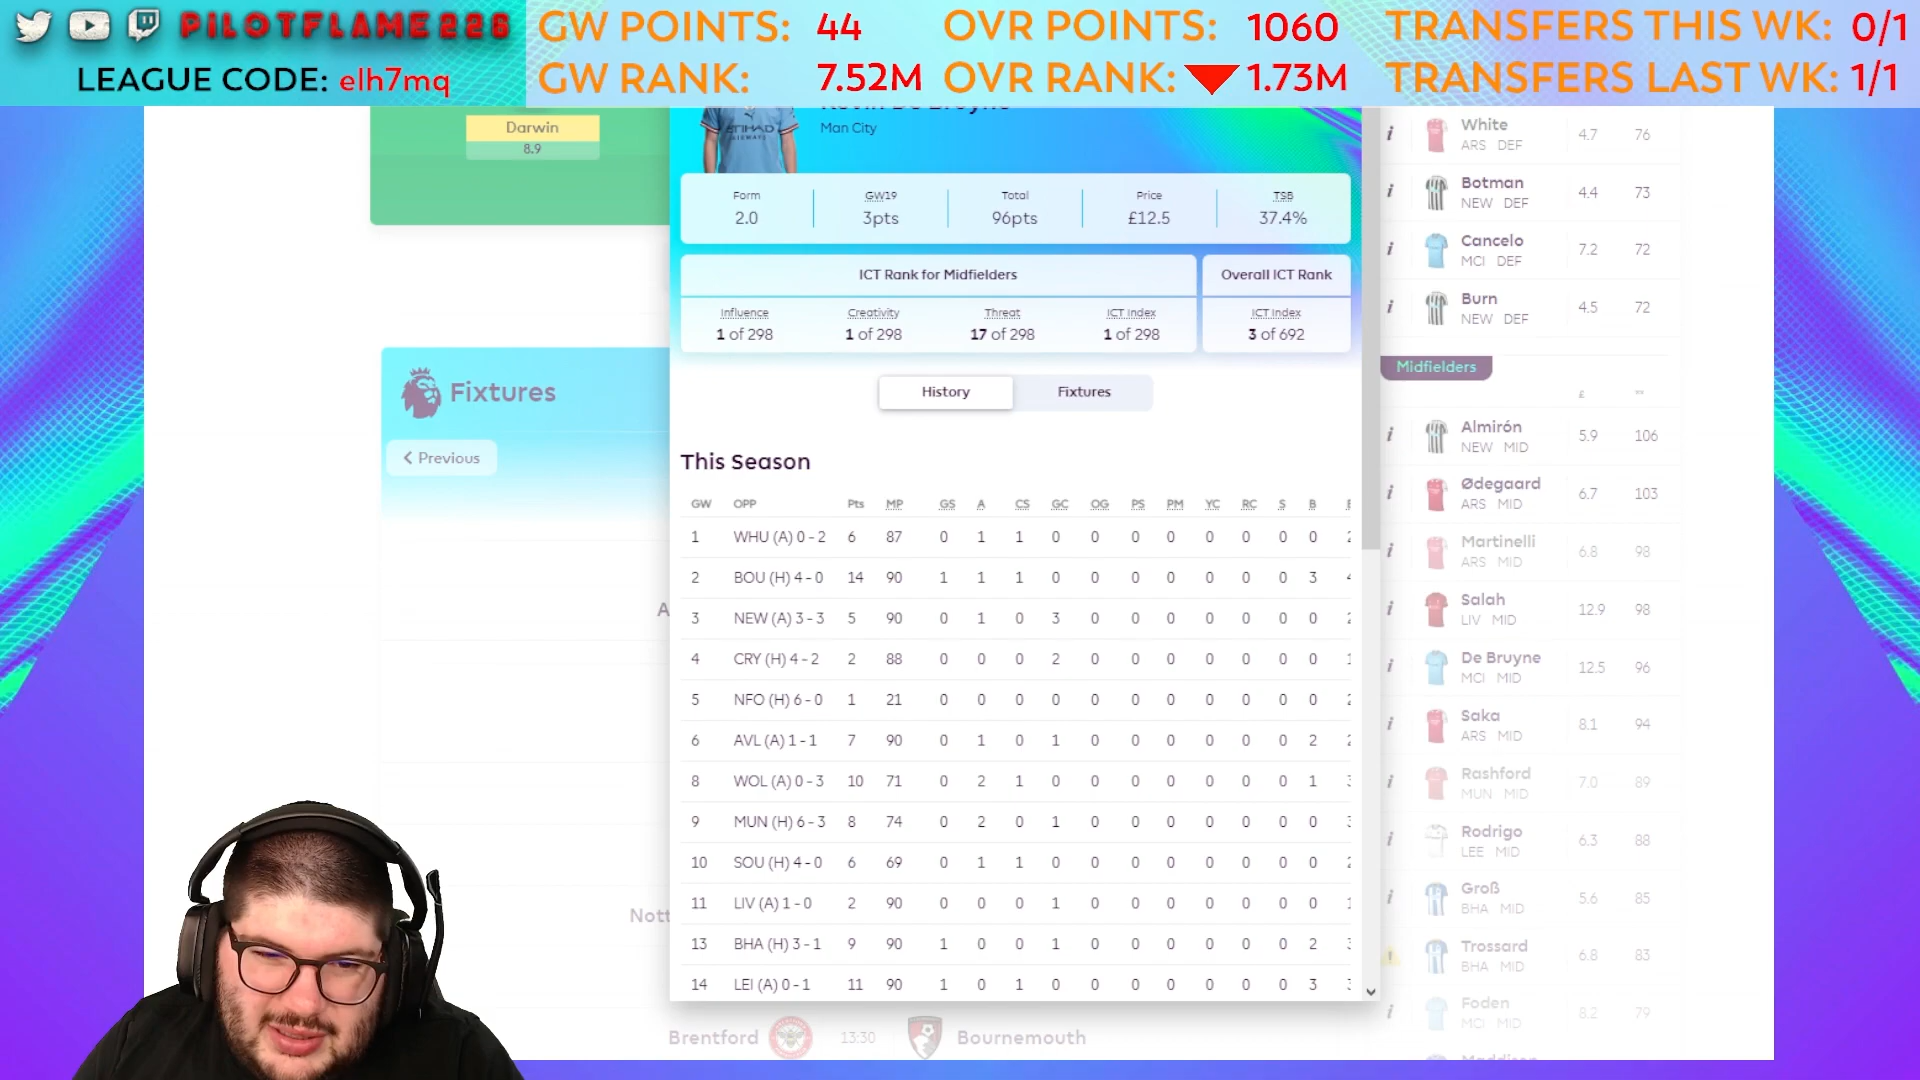 PILOTFLAME226
LEAGUE CODE: elh7mq
GW POINTS: 44
OVR POINTS: 1060
TRANSFERS THIS WK: 0/1
GW RANK: 7.52M
OVR RANK: 1.73M
TRANSFERS LAST WK: 1/1
Darwin
8.9
Fixtures
Previous
Man City
Form GW19 Total Price TSB
2.0 3pts 96pts £12.5 37.4%
ICT Rank for Midfielders Overall ICT Rank
Influence Creativity Threat ICT Index ICT Index
1 of 298 1 of 298 17 of 298 1 of 298 3 of 692
History Fixtures
This Season
GW OPP Pts MP GS A CS GC OG PS PM YC RC S B
1 WHU (A) 0 - 2 6 87 0 1 1 0 0 0 0 0 0 0 0
2 BOU (H) 4 - 0 14 90 1 1 1 0 0 0 0 0 0 0 3
3 NEW (A) 3 - 3 5 90 0 1 0 3 0 0 0 0 0 0 0
4 CRY (H) 4 - 2 2 88 0 0 0 2 0 0 0 0 0 0 0
5 NFO (H) 6 - 0 1 21 0 0 0 0 0 0 0 0 0 0 0
6 AVL (A) 1 - 1 7 90 0 1 0 1 0 0 0 0 0 0 2
8 WOL (A) 0 - 3 10 71 0 2 1 0 0 0 0 0 0 0 1
9 MUN (H) 6 - 3 8 74 0 2 0 1 0 0 0 0 0 0 0
10 SOU (H) 4 - 0 6 69 0 1 1 0 0 0 0 0 0 0 0
11 LIV (A) 1 - 0 2 90 0 0 0 1 0 0 0 0 0 0 0
13 BHA (H) 3 - 1 9 90 1 0 0 1 0 0 0 0 0 0 2
14 LEI (A) 0 - 1 11 90 1 0 1 0 0 0 0 0 0 0 3
Brentford 13:30 Bournemouth
White 4.7 76
ARS DEF
Botman 4.4 73
NEW DEF
Cancelo 7.2 72
MCI DEF
Burn 4.5 72
NEW DEF
Midfielders
£ **
Almirón 5.9 106
NEW MID
Ødegaard 6.7 103
ARS MID
Martinelli 6.8 98
ARS MID
Salah 12.9 98
LIV MID
De Bruyne 12.5 96
MCI MID
Saka 8.1 94
ARS MID
Rashford 7.0 89
MUN MID
Rodrigo 6.3 88
LEE MID
Groß 5.6 85
BHA MID
Trossard 6.8 83
BHA MID
Foden 8.2 79
MCI MID